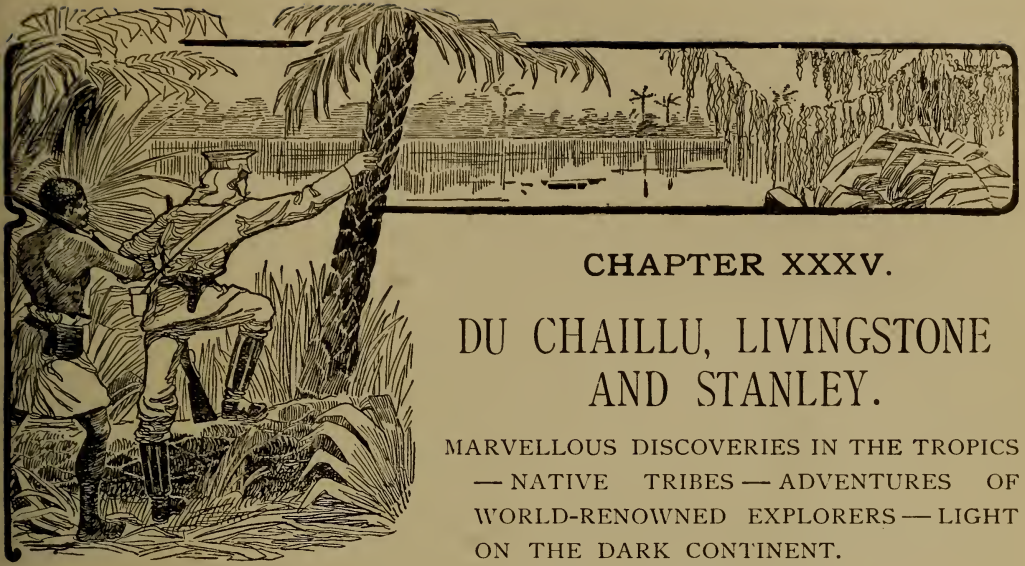 CHAPTER XXXV.
DU CHAILLU, LIVINGSTONE
AND STANLEY.
MARVELLOUS DISCOVERIES IN THE TROPICS
— NATIVE TRIBES — ADVENTURES OF
WORLD-RENOWNED EXPLORERS — LIGHT
ON THE DARK CONTINENT.